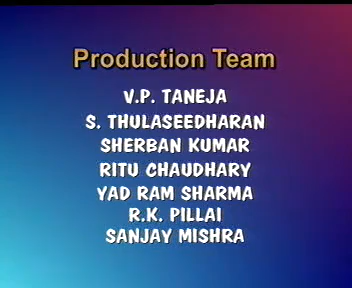 Production Team
V.P. TANEJA
S. THULASEEDHARAN
SHERBAN KUMAR
RITU CHAUDHARY
YAD RAM SHARMA
R.K. PILLAI
SANJAY MISHRA